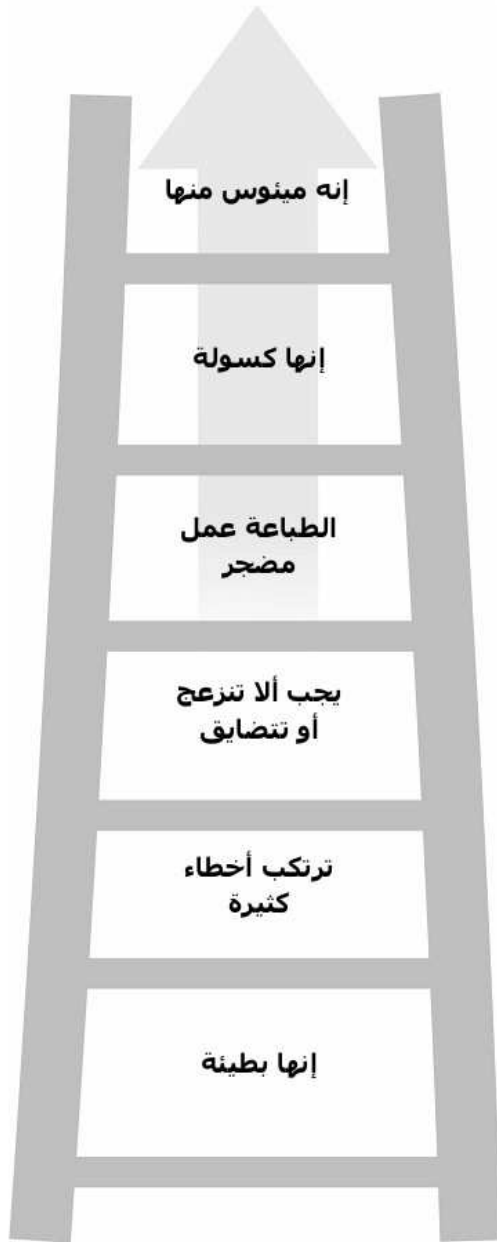 إنه ميئوس منها
إنها كسولة
الطباعة عمل
مضجر
يجب ألا تنزعج
أو تتضايق
ترتكب أخطاء
كثيرة
إنها بطيئة